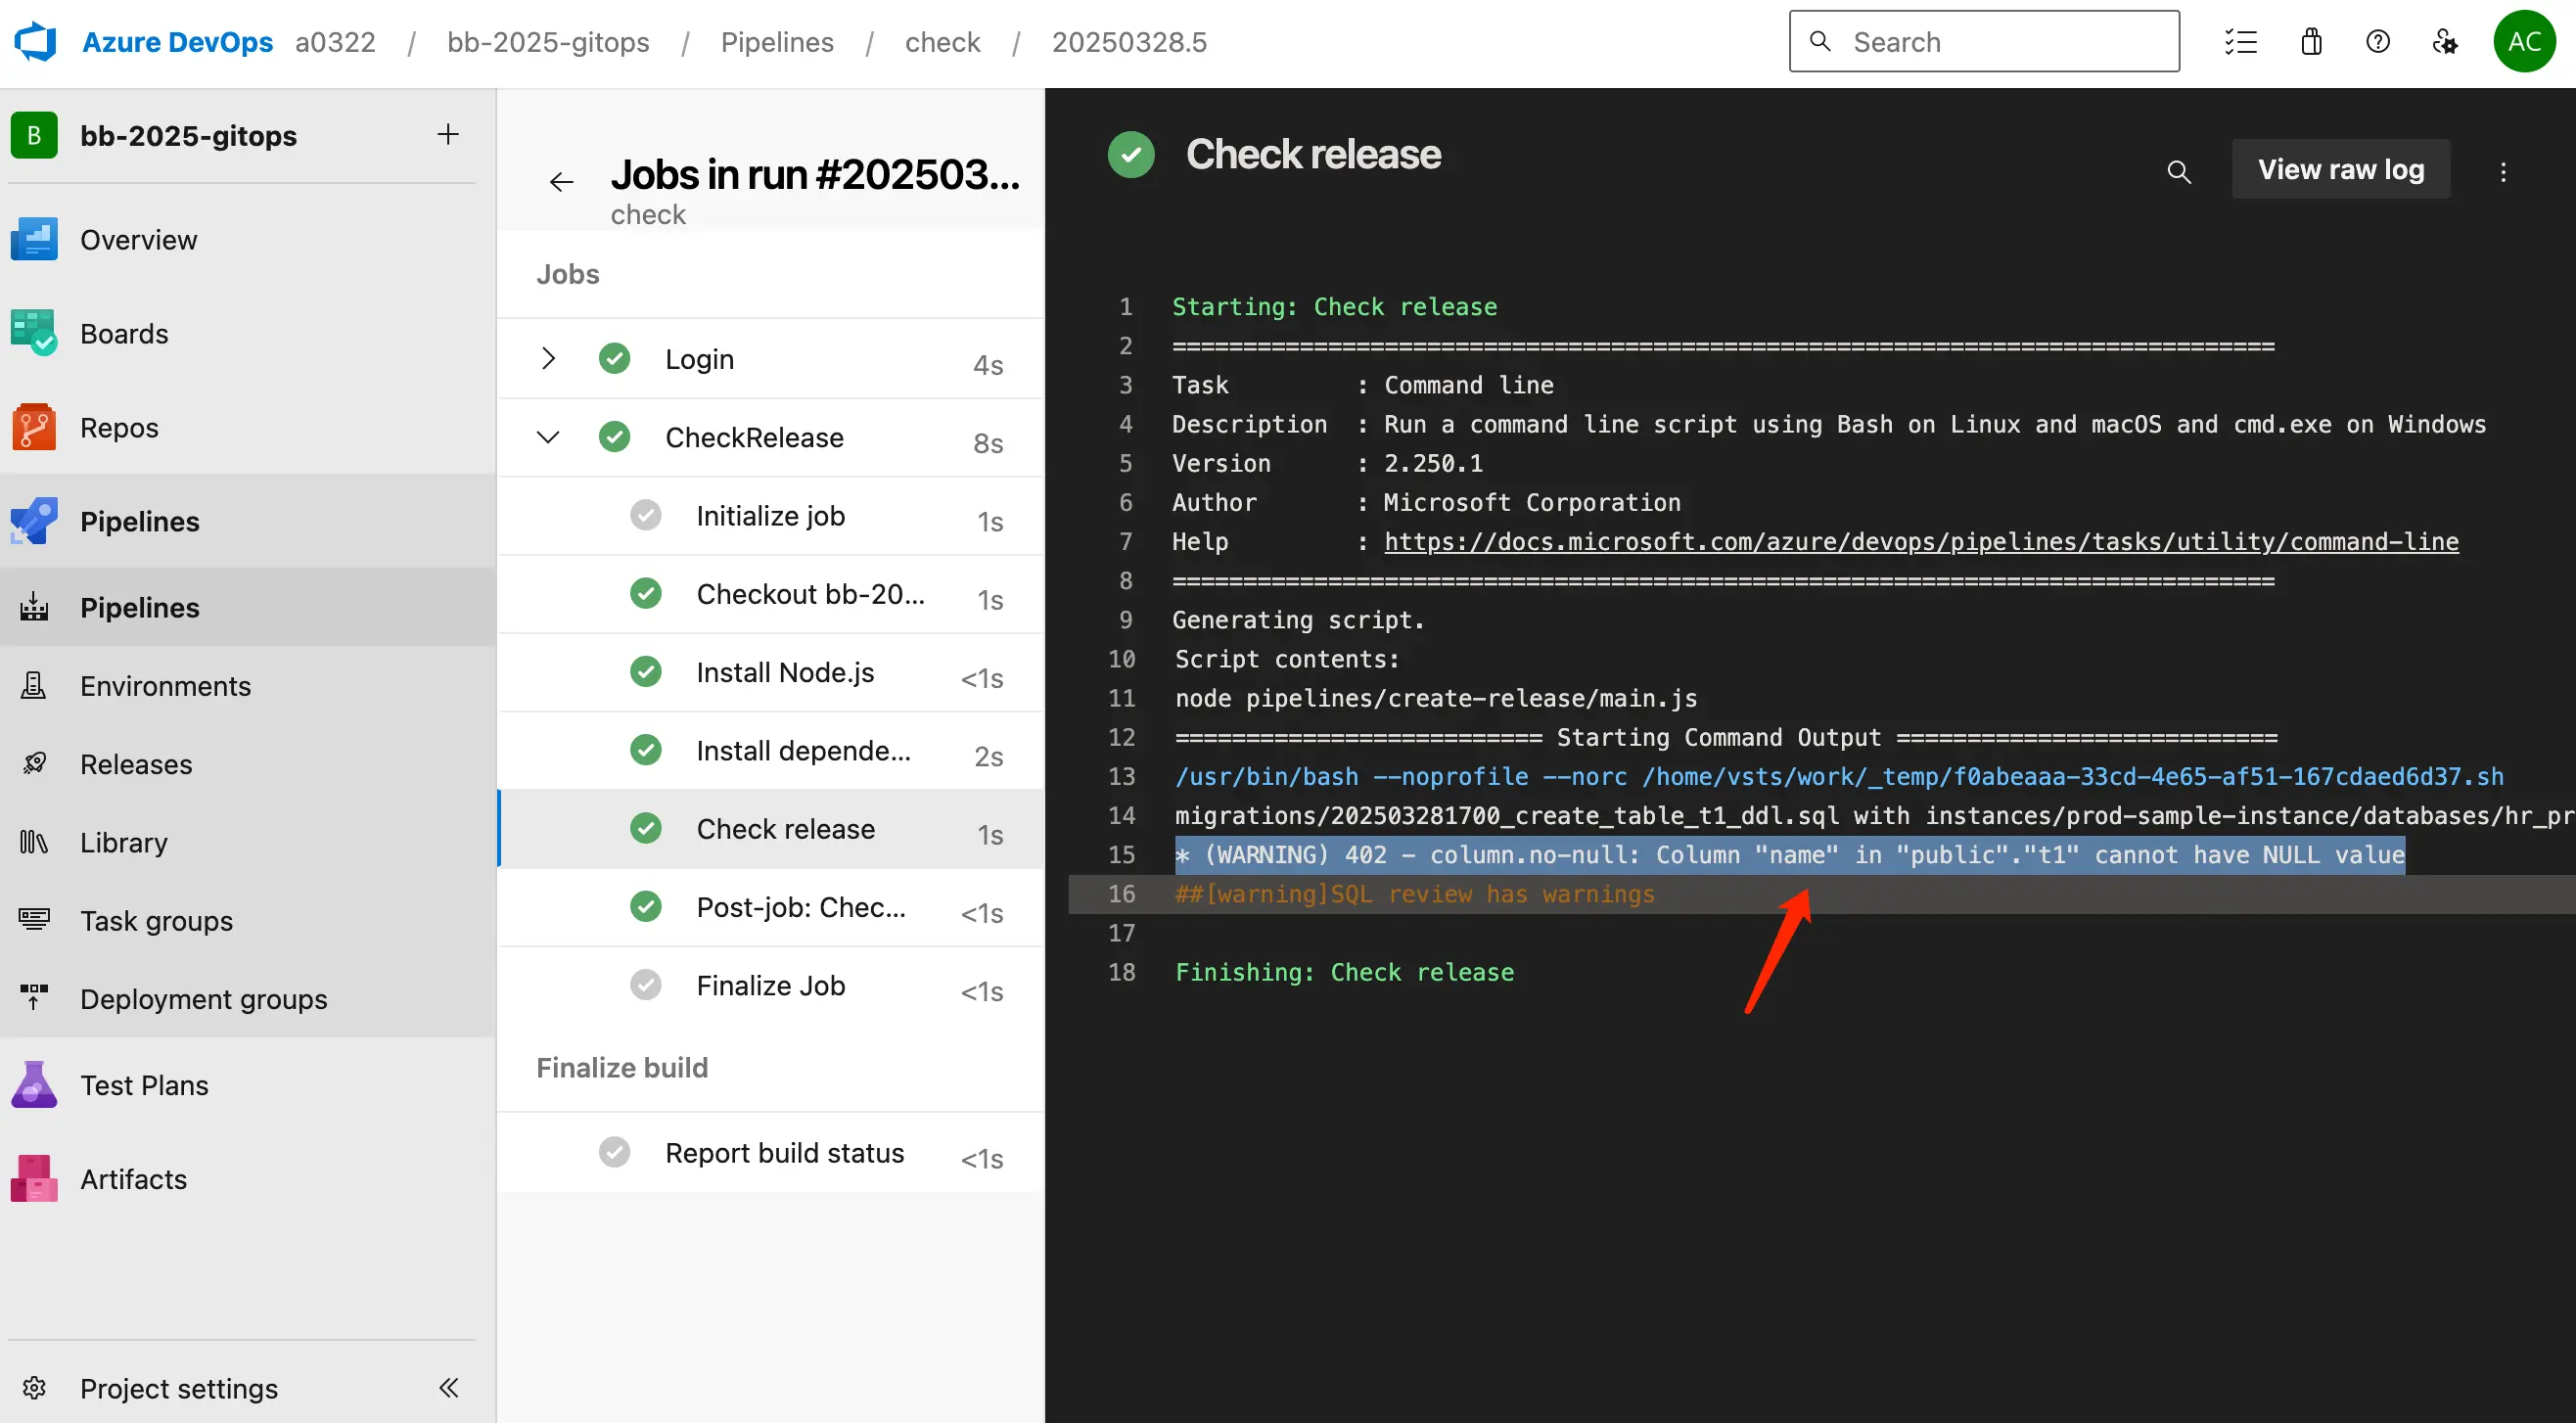 Azure DevOps a0322 / bb-2025-gitops / Pipelines / check / 20250328.5
Search
AC
B bb-2025-gitops
Overview
Boards
Repos
Pipelines
Pipelines
Environments
Releases
Library
Task groups
Deployment groups
Test Plans
Artifacts
Project settings
Jobs in run #202503...
check
Jobs
Login 4s
CheckRelease 8s
Initialize job 1s
Checkout bb-20... 1s
Install Node.js <1s
Install depende... 2s
Check release 1s
Post-job: Chec... <1s
Finalize Job <1s
Finalize build
Report build status <1s
Check release
View raw log
1 Starting: Check release
2 ==============================================================================
3 Task : Command line
4 Description : Run a command line script using Bash on Linux and macOS and cmd.exe on Windows
5 Version : 2.250.1
6 Author : Microsoft Corporation
7 Help : https://docs.microsoft.com/azure/devops/pipelines/tasks/utility/command-line
8 ==============================================================================
9 Generating script.
10 Script contents:
11 node pipelines/create-release/main.js
12 ========================== Starting Command Output ===========================
13 /usr/bin/bash --noprofile --norc /home/vsts/work/_temp/f0abeaaa-33cd-4e65-af51-167cdaed6d37.sh
14 migrations/202503281700_create_table_t1_ddl.sql with instances/prod-sample-instance/databases/hr_pr
15 * (WARNING) 402 - column.no-null: Column "name" in "public"."t1" cannot have NULL value
16 ##[warning]SQL review has warnings
17
18 Finishing: Check release